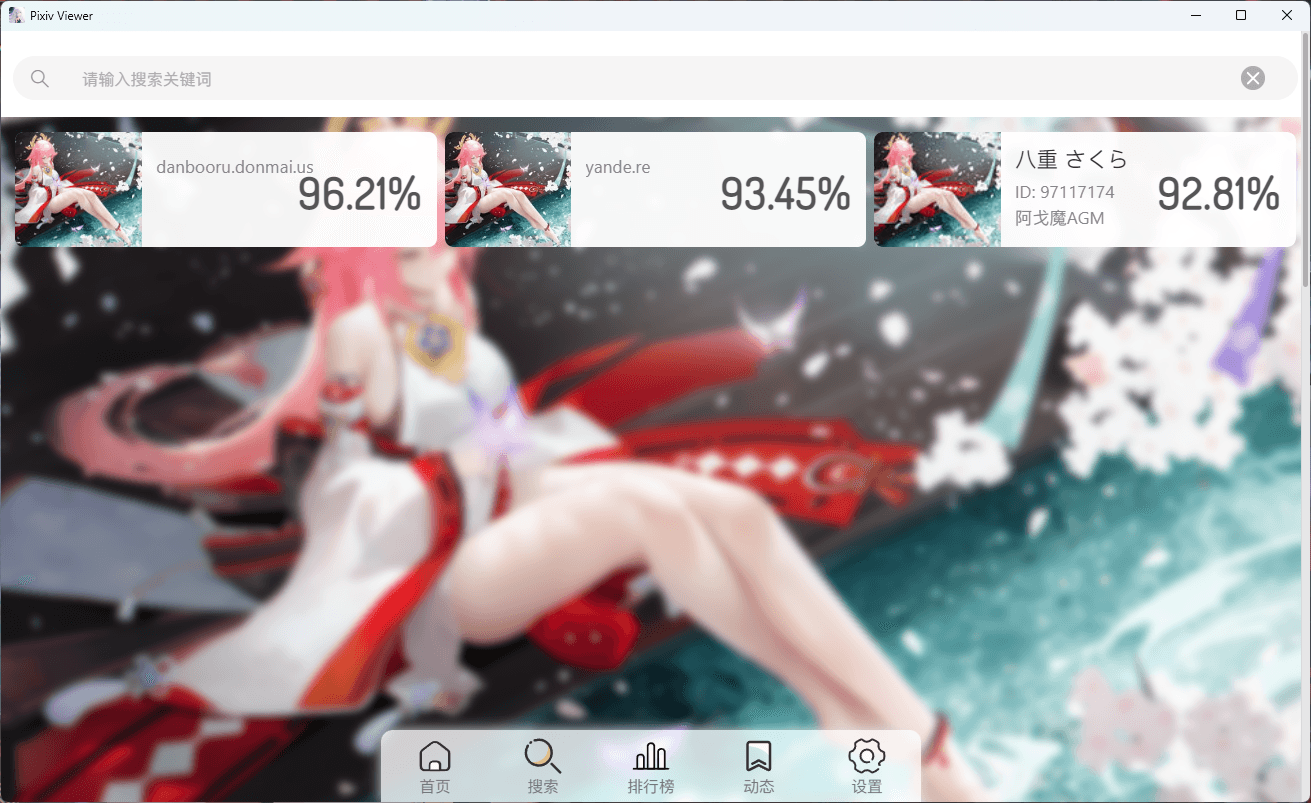 Pixiv Viewer
请输入搜索关键词
danbooru.donmai.us
96.21%
yande.re
93.45%
八重 さくら
ID: 97117174
阿戈魔AGM
92.81%
首页
搜索
排行榜
动态
设置